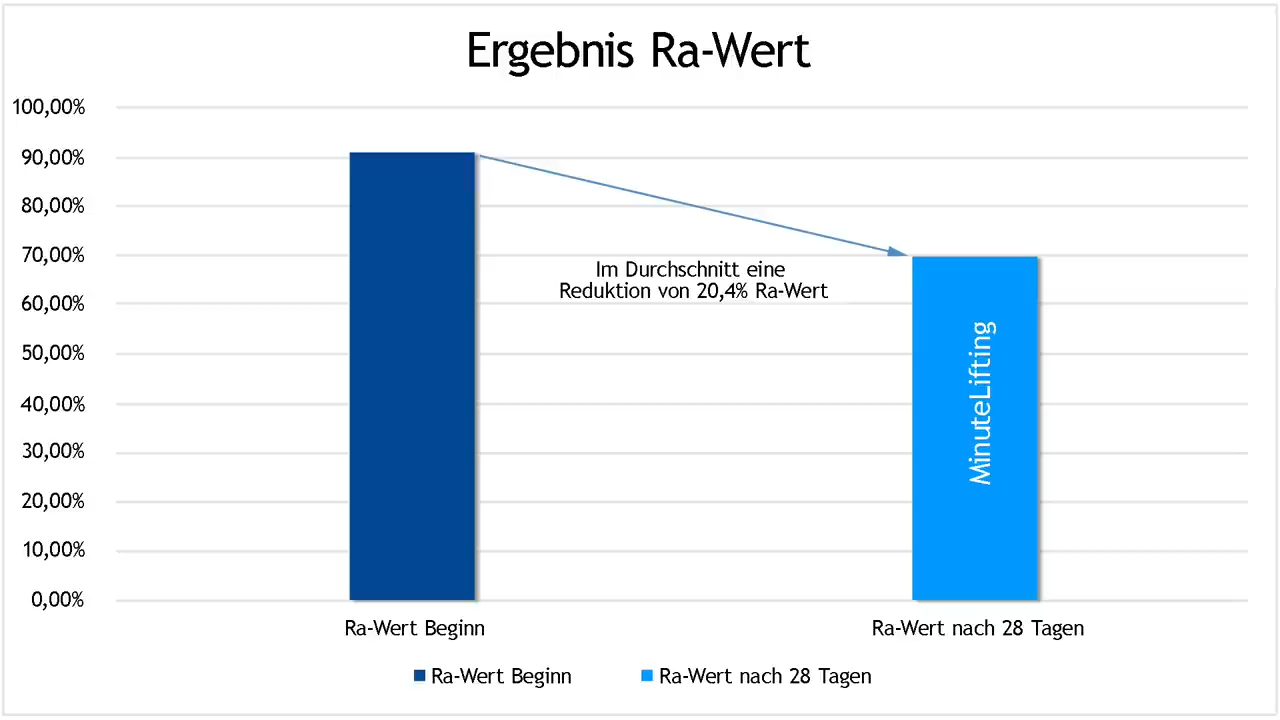 Ergebnis Ra-Wert
100,00%
90,00%
80,00%
70,00%
60,00%
50,00%
40,00%
30,00%
20,00%
10,00%
0,00%
Im Durchschnitt eine
Reduktion von 20,4% Ra-Wert
MinuteLifting
Ra-Wert Beginn
Ra-Wert nach 28 Tagen
Ra-Wert Beginn
Ra-Wert nach 28 Tagen